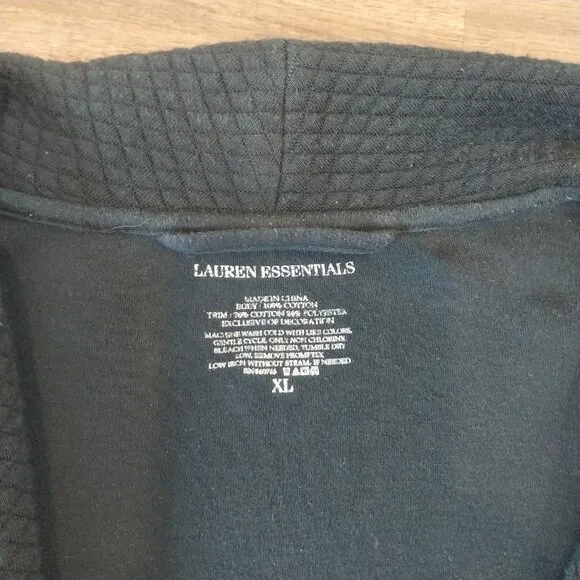 LAUREN ESSENTIALS
MADE IN CHINA
BODY : 100% COTTON
TRIM : 76% COTTON 24% POLYESTER
EXCLUSIVE OF DECORATION
MACHINE WASH COLD WITH LIKE COLORS,
GENTLE CYCLE. ONLY NON CHLORINE
BLEACH WHEN NEEDED, TUMBLE DRY
LOW, REMOVE PROMPTLY.
LOW IRON WITHOUT STEAM, IF NEEDED
XL